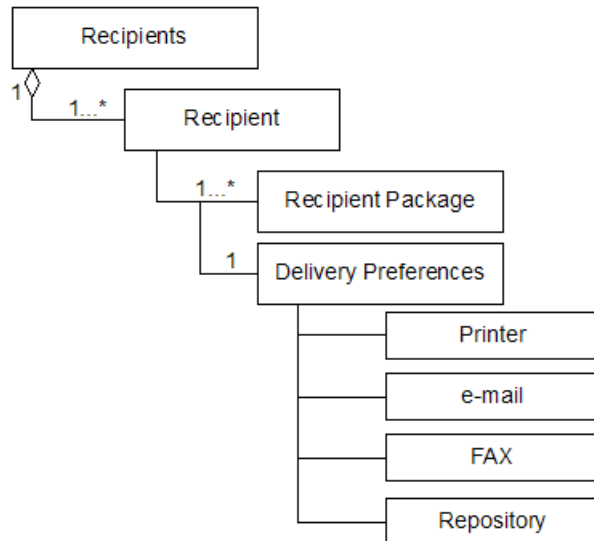 Recipients
1
1...*
Recipient
1...*
Recipient Package
1
Delivery Preferences
Printer
e-mail
FAX
Repository